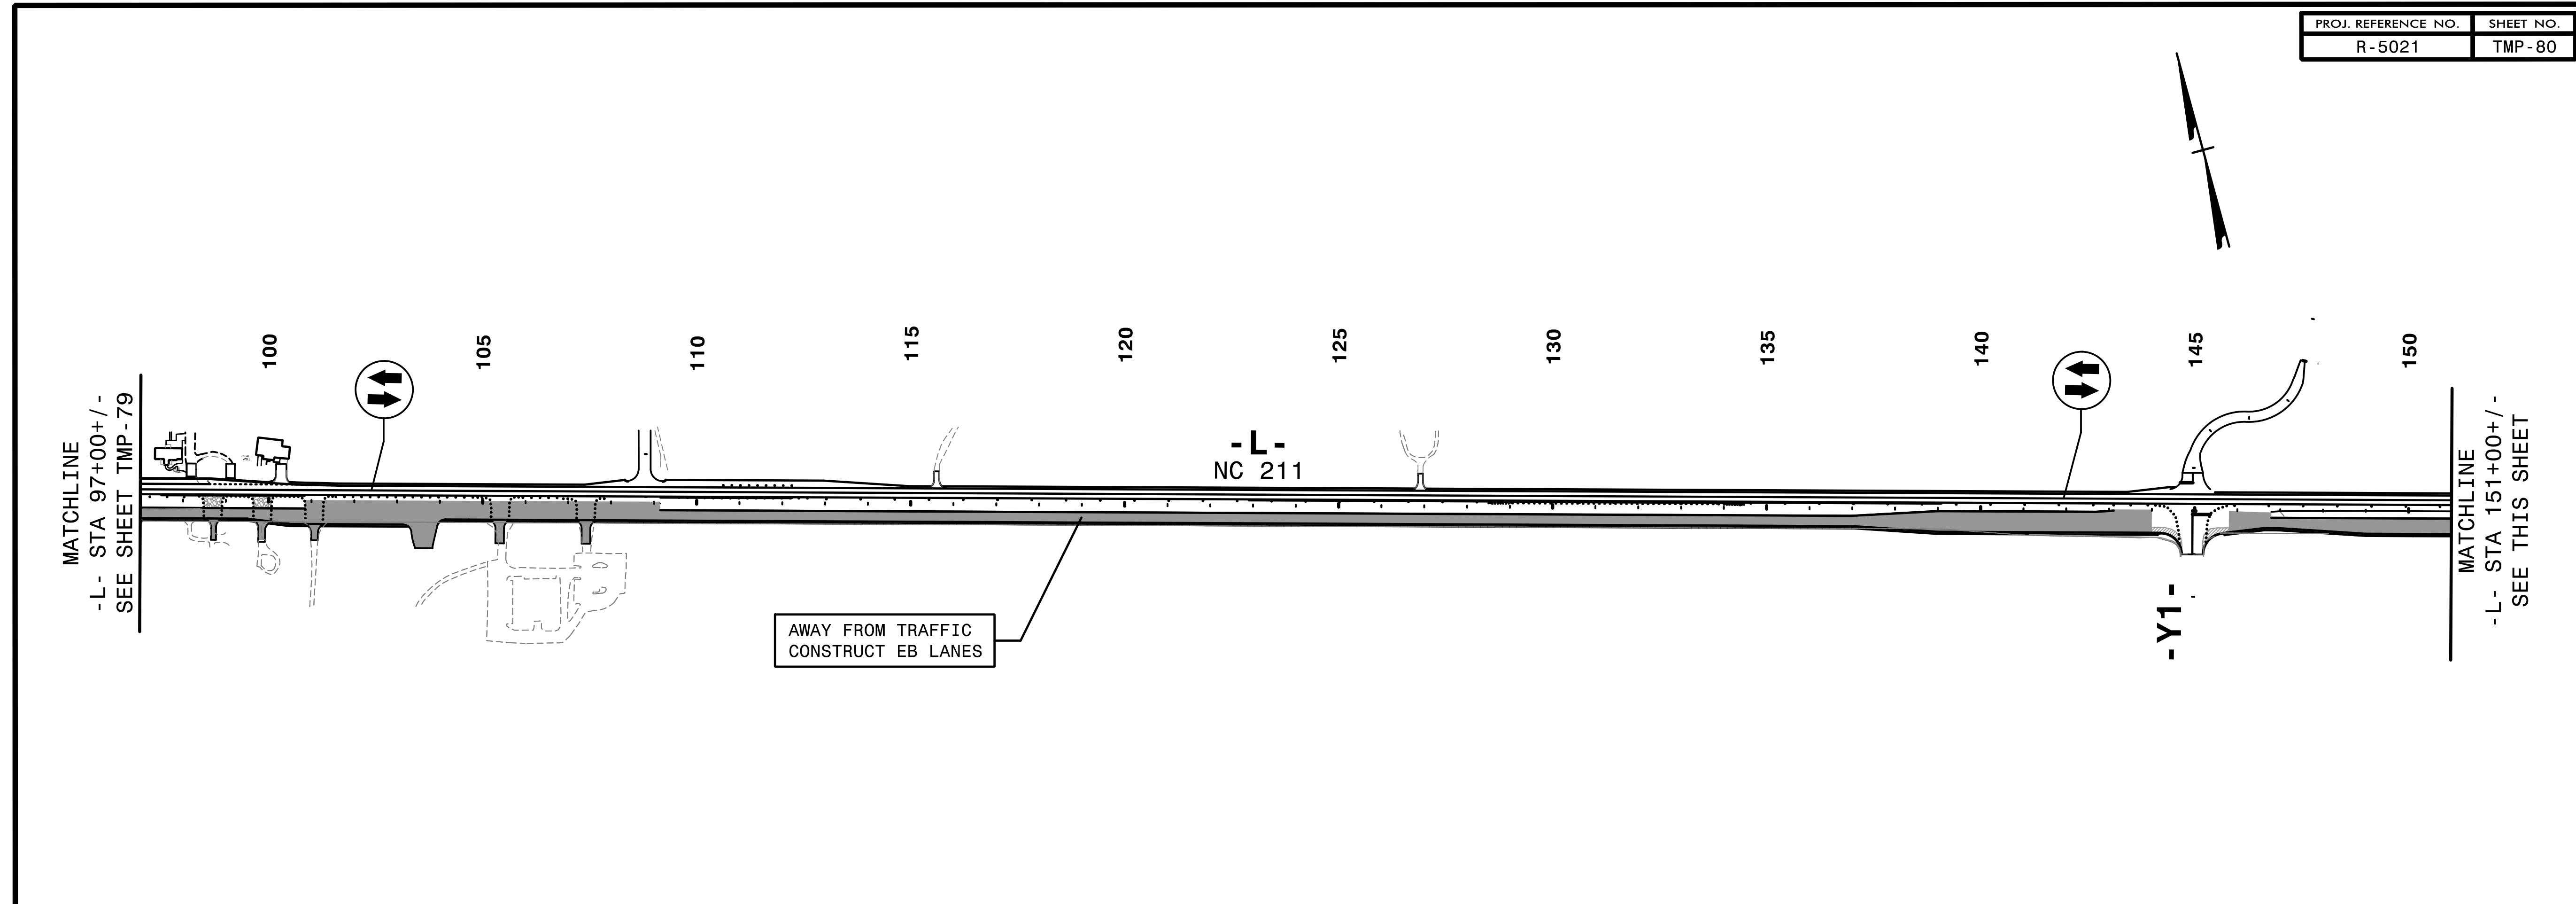 PROJ. REFERENCE NO. SHEET NO.
R-5021 TMP-80
100 105 110 115 120 125 130 135 140 145 150
MATCHLINE
-L- STA 97+00+/-
SEE SHEET TMP-79
-L-
NC 211
AWAY FROM TRAFFIC
CONSTRUCT EB LANES
-Y1-
MATCHLINE
-L- STA 151+00+/-
SEE THIS SHEET